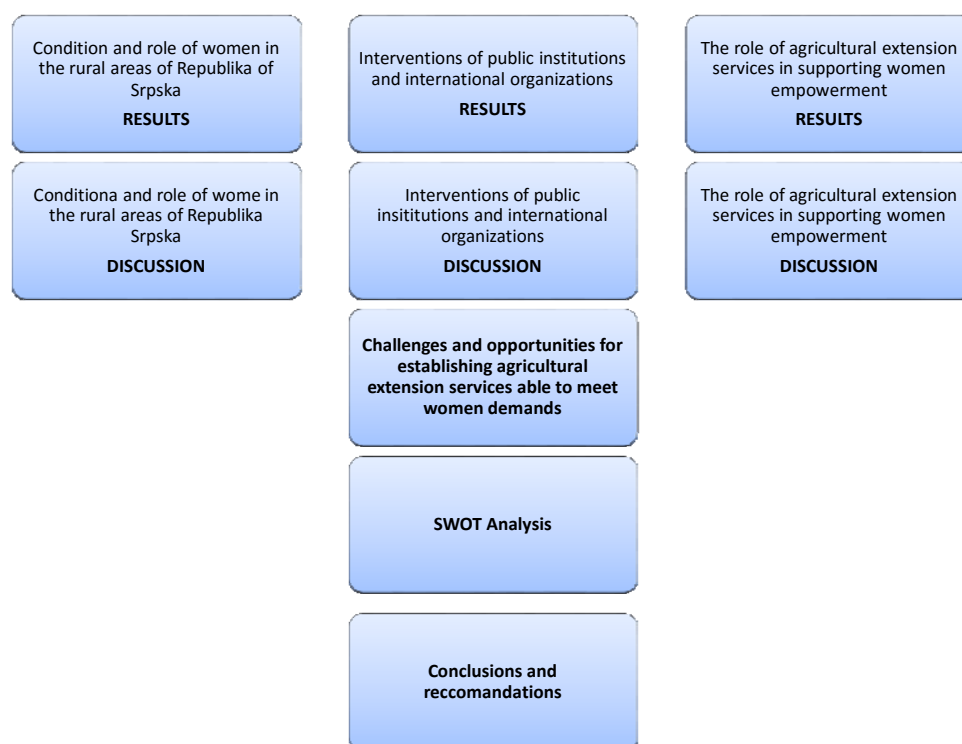 Condition and role of women in
the rural areas of Republika of
Srpska
RESULTS
Interventions of public institutions
and international organizations
RESULTS
The role of agricultural extension
services in supporting women
empowerment
RESULTS
Conditiona and role of wome in
the rural areas of Republika
Srpska
DISCUSSION
Interventions of public
insititutions and international
organizations
DISCUSSION
The role of agricultural extension
services in supporting women
empowerment
DISCUSSION
Challenges and opportunities for
establishing agricultural
extension services able to meet
women demands
SWOT Analysis
Conclusions and
reccomandations